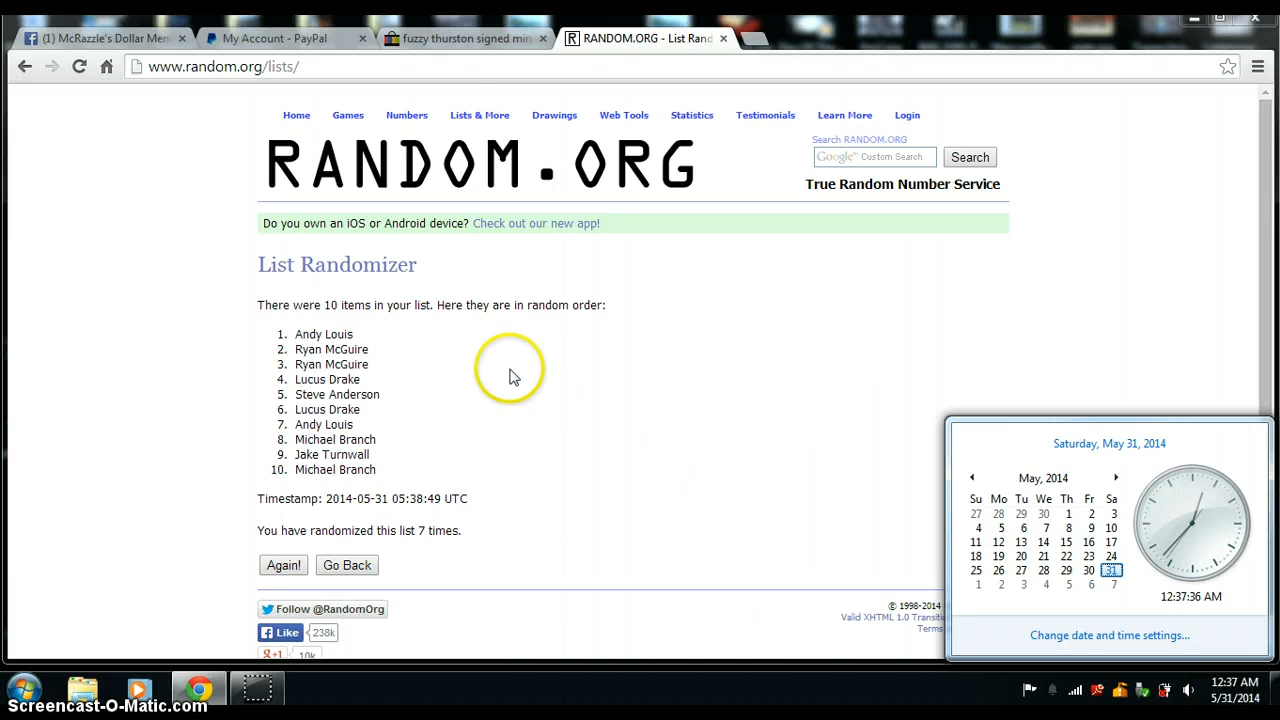 (1) McRazzle's Dollar Men
My Account - PayPal
fuzzy thurston signed min
RANDOM.ORG - List Rand
www.random.org/lists/
Home Games Numbers Lists & More Drawings Web Tools Statistics Testimonials Learn More Login
Search RANDOM.ORG
Google™ Custom Search
Search
RANDOM.ORG
True Random Number Service
Do you own an iOS or Android device? Check out our new app!
List Randomizer
There were 10 items in your list. Here they are in random order:
1. Andy Louis
2. Ryan McGuire
3. Ryan McGuire
4. Lucus Drake
5. Steve Anderson
6. Lucus Drake
7. Andy Louis
8. Michael Branch
9. Jake Turnwall
10. Michael Branch
Timestamp: 2014-05-31 05:38:49 UTC
You have randomized this list 7 times.
Again! Go Back
Follow @RandomOrg
Like 238k
g+1 10k
© 1998-2014
Valid XHTML 1.0 Transiti
Terms
Saturday, May 31, 2014
May, 2014
Su Mo Tu We Th Fr Sa
27 28 29 30 1 2 3
4 5 6 7 8 9 10
11 12 13 14 15 16 17
18 19 20 21 22 23 24
25 26 27 28 29 30 31
1 2 3 4 5 6 7
12:37:36 AM
Change date and time settings...
12:37 AM
5/31/2014
Screencast-O-Matic.com